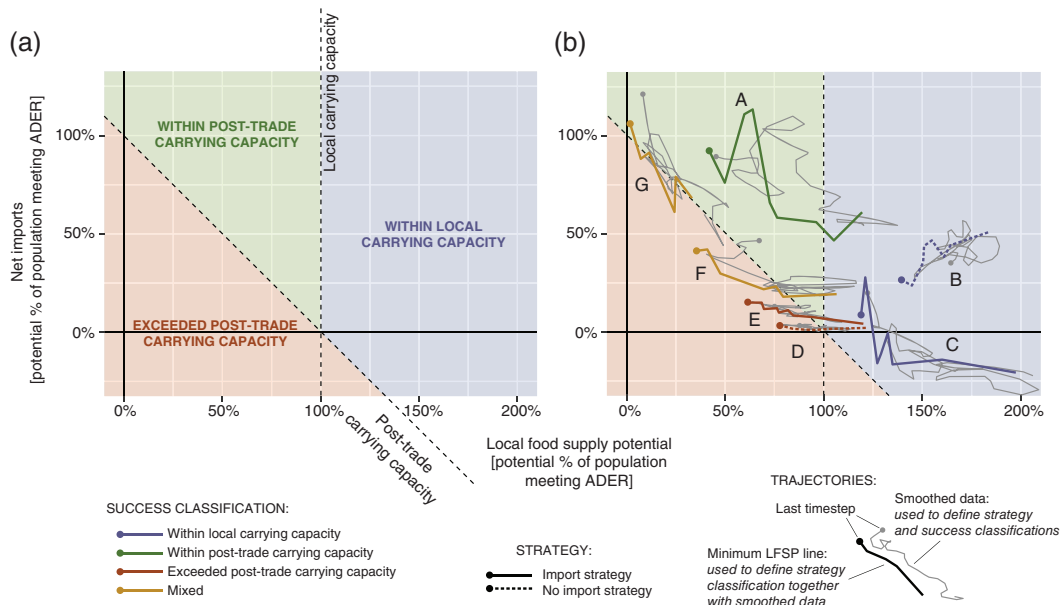 (a)
Local carrying capacity
100%
50%
0%
Net imports
[potential % of population meeting ADER]
WITHIN POST-TRADE
CARRYING CAPACITY
WITHIN LOCAL
CARRYING CAPACITY
EXCEEDED POST-TRADE
CARRYING CAPACITY
0%
50%
100%
150%
200%
Post-trade
carrying capacity
Local food supply potential
[potential % of population
meeting ADER]
(b)
100%
50%
0%
A
G
B
F
E
D
C
0%
50%
100%
150%
200%
SUCCESS CLASSIFICATION:
Within local carrying capacity
Within post-trade carrying capacity
Exceeded post-trade carrying capacity
Mixed
STRATEGY:
Import strategy
No import strategy
TRAJECTORIES:
Last timestep
Smoothed data:
used to define strategy
and success classifications
Minimum LFSP line:
used to define strategy
classification together
with smoothed data